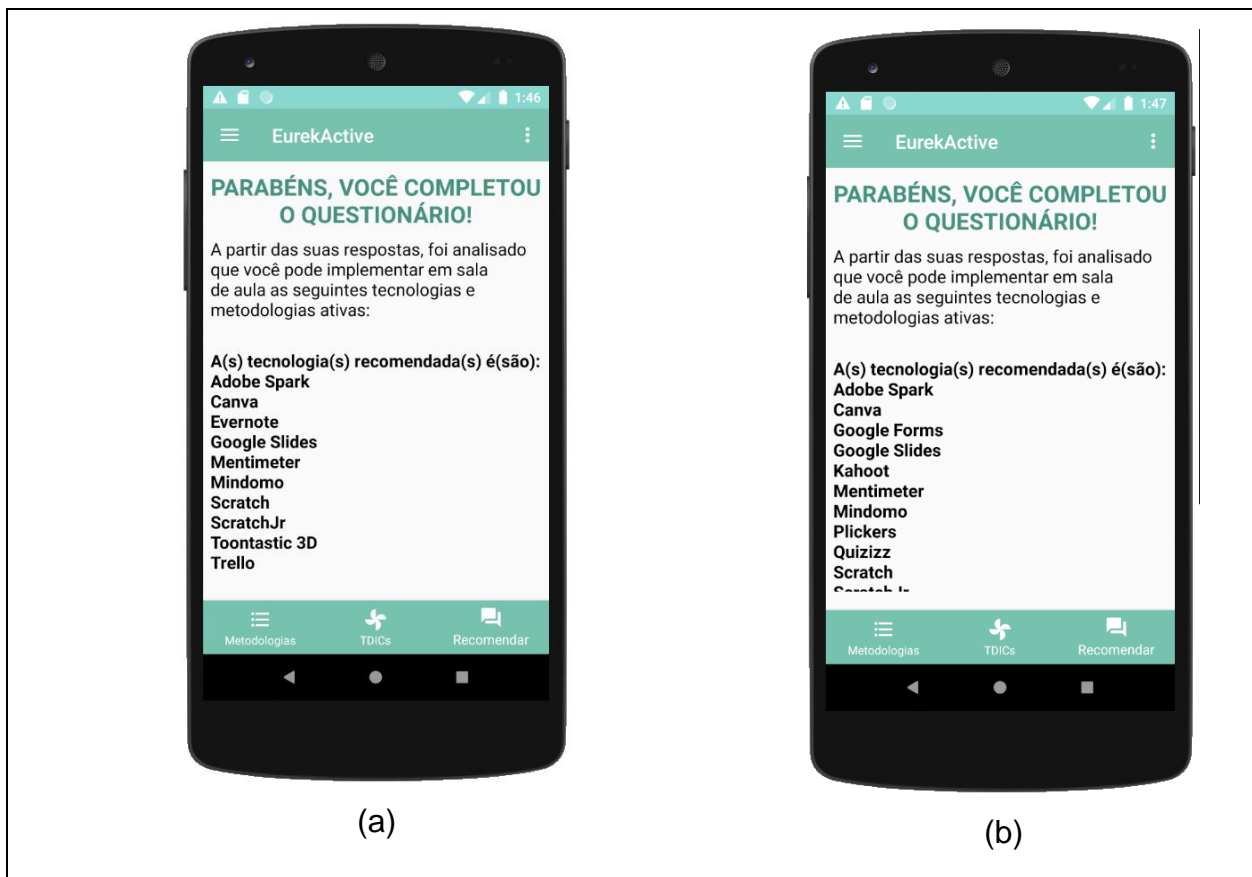 1:46
EurekActive
PARABÉNS, VOCÊ COMPLETOU
O QUESTIONÁRIO!
A partir das suas respostas, foi analisado
que você pode implementar em sala
de aula as seguintes tecnologias e
metodologias ativas:
A(s) tecnologia(s) recomendada(s) é(são):
Adobe Spark
Canva
Evernote
Google Slides
Mentimeter
Mindomo
Scratch
ScratchJr
Toontastic 3D
Trello
Metodologias TDICs Recomendar
(a)
1:47
EurekActive
PARABÉNS, VOCÊ COMPLETOU
O QUESTIONÁRIO!
A partir das suas respostas, foi analisado
que você pode implementar em sala
de aula as seguintes tecnologias e
metodologias ativas:
A(s) tecnologia(s) recomendada(s) é(são):
Adobe Spark
Canva
Google Forms
Google Slides
Kahoot
Mentimeter
Mindomo
Plickers
Quizizz
Scratch
Metodologias TDICs Recomendar
(b)